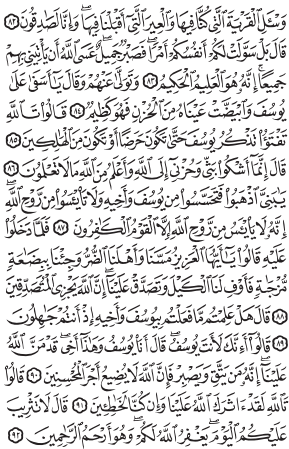 وَسْـَٔلِ ٱلْقَرْيَةَ ٱلَّتِى كُنَّا فِيهَا وَٱلْعِيرَ ٱلَّتِىٓ أَقْبَلْنَا فِيهَا وَإِنَّا لَصَٰدِقُونَ ٨٢
قَالَ بَلْ سَوَّلَتْ لَكُمْ أَنفُسُكُمْ أَمْرًا فَصَبْرٌ جَمِيلٌ عَسَى ٱللَّهُ أَن يَأْتِيَنِى بِهِمْ
جَمِيعًا إِنَّهُۥ هُوَ ٱلْعَلِيمُ ٱلْحَكِيمُ ٨٣ وَتَوَلَّىٰ عَنْهُمْ وَقَالَ يَٰٓأَسَفَىٰ عَلَىٰ
يُوسُفَ وَٱبْيَضَّتْ عَيْنَاهُ مِنَ ٱلْحُزْنِ فَهُوَ كَظِيمٌ ٨٤ قَالُوا۟ تَٱللَّهِ
تَفْتَؤُا۟ تَذْكُرُ يُوسُفَ حَتَّىٰ تَكُونَ حَرَضًا أَوْ تَكُونَ مِنَ ٱلْهَٰلِكِينَ ٨٥
قَالَ إِنَّمَآ أَشْكُوا۟ بَثِّى وَحُزْنِىٓ إِلَى ٱللَّهِ وَأَعْلَمُ مِنَ ٱللَّهِ مَا لَا تَعْلَمُونَ ٨٦
يَٰبَنِىَّ ٱذْهَبُوا۟ فَتَحَسَّسُوا۟ مِن يُوسُفَ وَأَخِيهِ وَلَا تَا۟يْـَٔسُوا۟ مِن رَّوْحِ ٱللَّهِ
إِنَّهُۥ لَا يَا۟يْـَٔسُ مِن رَّوْحِ ٱللَّهِ إِلَّا ٱلْقَوْمُ ٱلْكَٰفِرُونَ ٨٧ فَلَمَّا دَخَلُوا۟
عَلَيْهِ قَالُوا۟ يَٰٓأَيُّهَا ٱلْعَزِيزُ مَسَّنَا وَأَهْلَنَا ٱلضُّرُّ وَجِئْنَا بِبِضَٰعَةٍ
مُّزْجَىٰةٍ فَأَوْفِ لَنَا ٱلْكَيْلَ وَتَصَدَّقْ عَلَيْنَآ إِنَّ ٱللَّهَ يَجْزِى ٱلْمُتَصَدِّقِينَ
٨٨ قَالَ هَلْ عَلِمْتُم مَّا فَعَلْتُم بِيُوسُفَ وَأَخِيهِ إِذْ أَنتُمْ جَٰهِلُونَ
٨٩ قَالُوٓا۟ أَءِنَّكَ لَأَنتَ يُوسُفُ قَالَ أَنَا۠ يُوسُفُ وَهَٰذَآ أَخِى قَدْ مَنَّ ٱللَّهُ
عَلَيْنَآ إِنَّهُۥ مَن يَتَّقِ وَيَصْبِرْ فَإِنَّ ٱللَّهَ لَا يُضِيعُ أَجْرَ ٱلْمُحْسِنِينَ ٩٠ قَالُوا۟
تَٱللَّهِ لَقَدْ ءَاثَرَكَ ٱللَّهُ عَلَيْنَا وَإِن كُنَّا لَخَٰطِـِٔينَ ٩١ قَالَ لَا تَثْرِيبَ
عَلَيْكُمُ ٱلْيَوْمَ يَغْفِرُ ٱللَّهُ لَكُمْ وَهُوَ أَرْحَمُ ٱلرَّٰحِمِينَ ٩٢